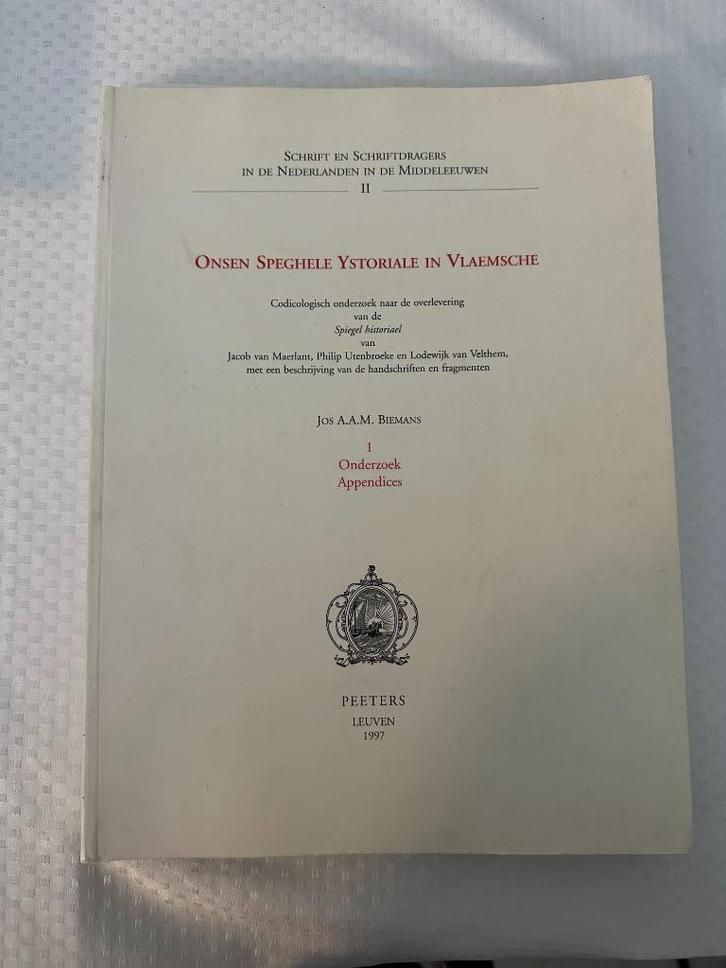 SCHRIFT EN SCHRIFTDRAGERS
IN DE NEDERLANDEN IN DE MIDDELEEUWEN
II
ONSEN SPEGHELE YSTORIALE IN VLAEMSCHE
Codicologisch onderzoek naar de overlevering
van de
Spiegel historiael
van
Jacob van Maerlant, Philip Utenbroeke en Lodewijk van Velthem,
met een beschrijving van de handschriften en fragmenten
JOS A.A.M. BIEMANS
1
Onderzoek
Appendices
PEETERS
LEUVEN
1997